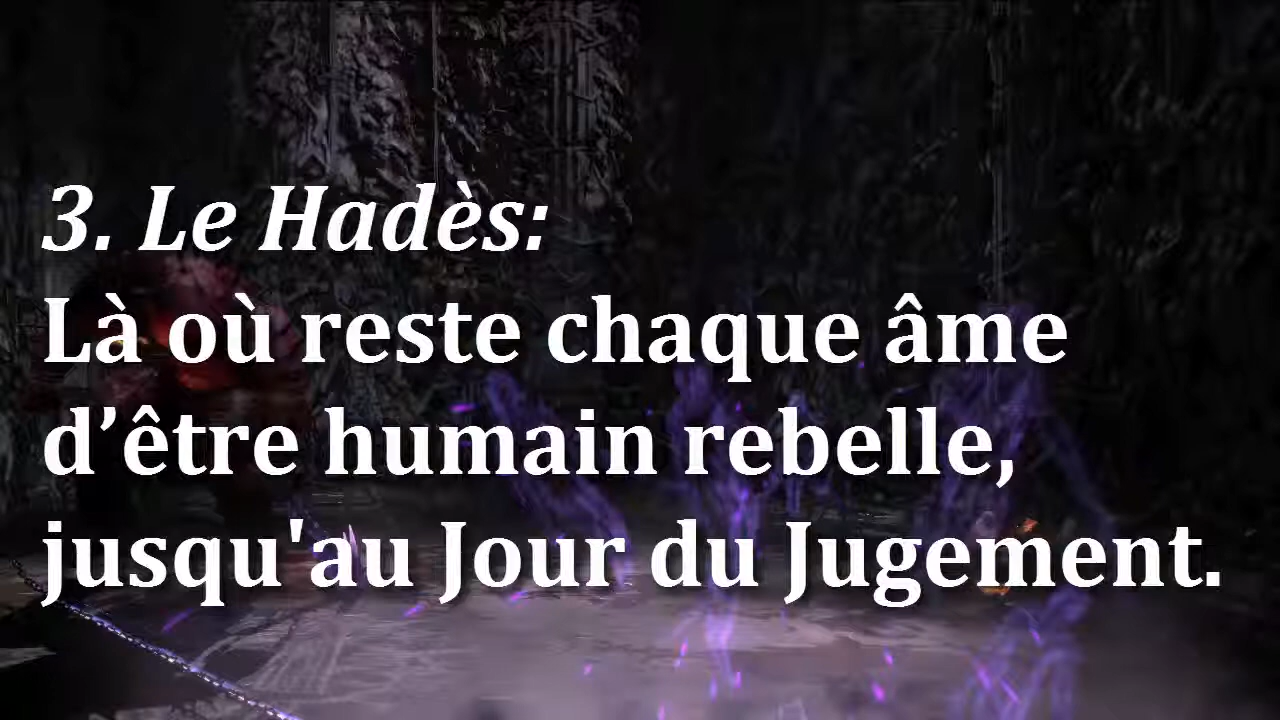 3. Le Hadès:
Là où reste chaque âme
d’être humain rebelle,
jusqu'au Jour du Jugement.